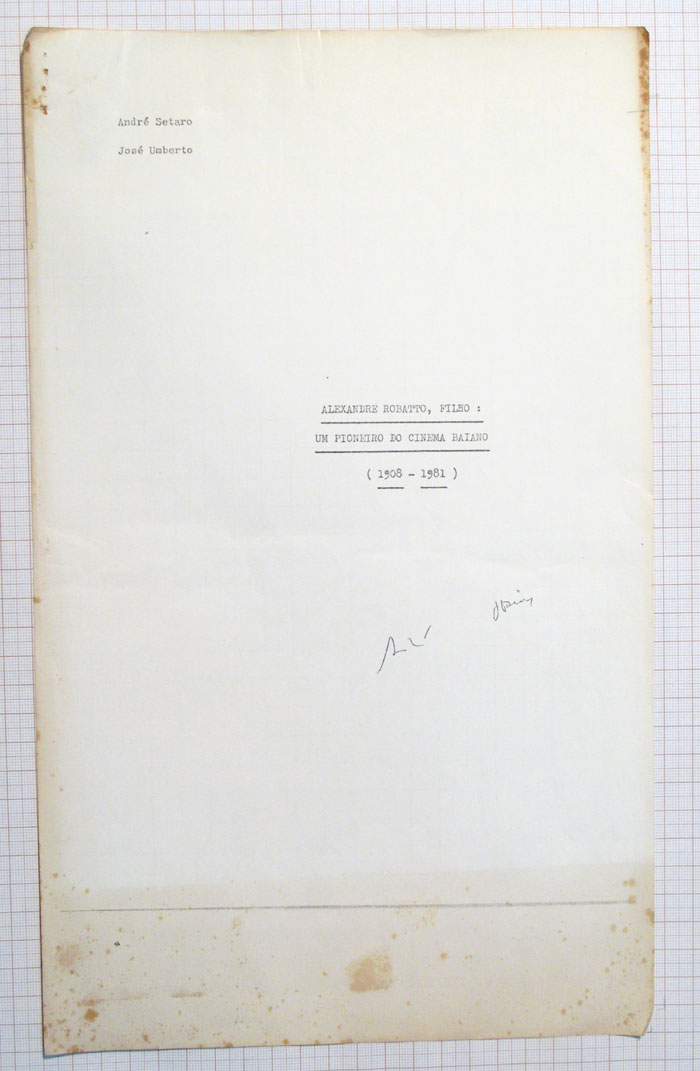 André Setaro
José Umberto
ALEXANDRE ROBATTO, FILHO :
UM PIONEIRO DO CINEMA BAIANO
( 1908 - 1981 )